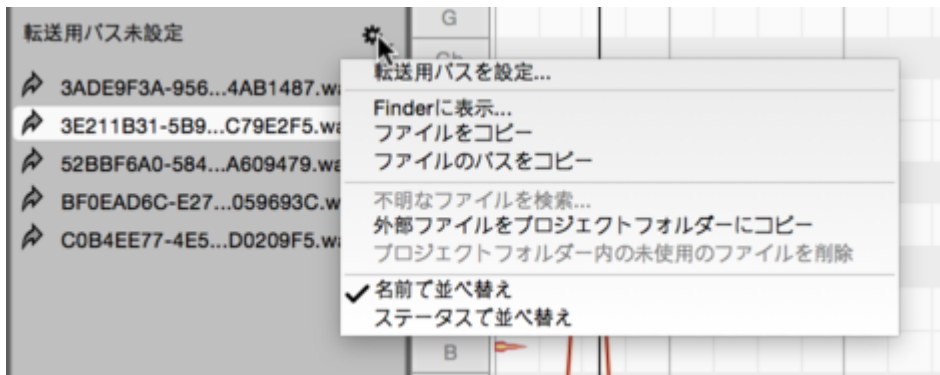 転送用パス未設定
G
Gb
転送用パスを設定...
3ADE9F3A-956...4AB1487.wa
Finderに表示...
3E211B31-5B9...C79E2F5.wa
ファイルをコピー
ファイルのパスをコピー
52BBF6A0-584...A609479.wa
不明なファイルを検索...
BF0EAD6C-E27...059693C.w
外部ファイルをプロジェクトフォルダーにコピー
C0B4EE77-4E5...D0209F5.wa
プロジェクトフォルダー内の未使用のファイルを削除
名前で並べ替え
ステータスで並べ替え
B